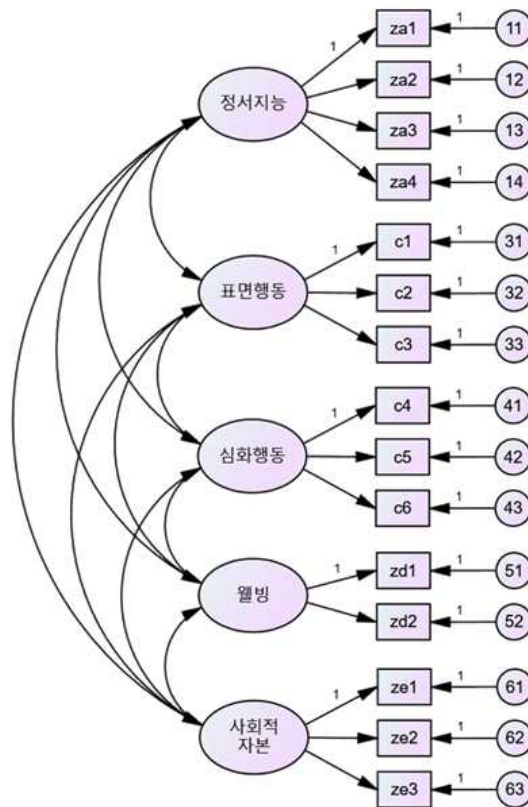 za1 1 11
1
za2 1 12
정서지능
za3 1 13
za4 1 14
c1 1 31
1
표면행동 c2 1 32
c3 1 33
c4 1 41
1
심화행동 c5 1 42
c6 1 43
zd1 1 51
1
웰빙
zd2 1 52
ze1 1 61
1
사회적
자본
ze2 1 62
ze3 1 63